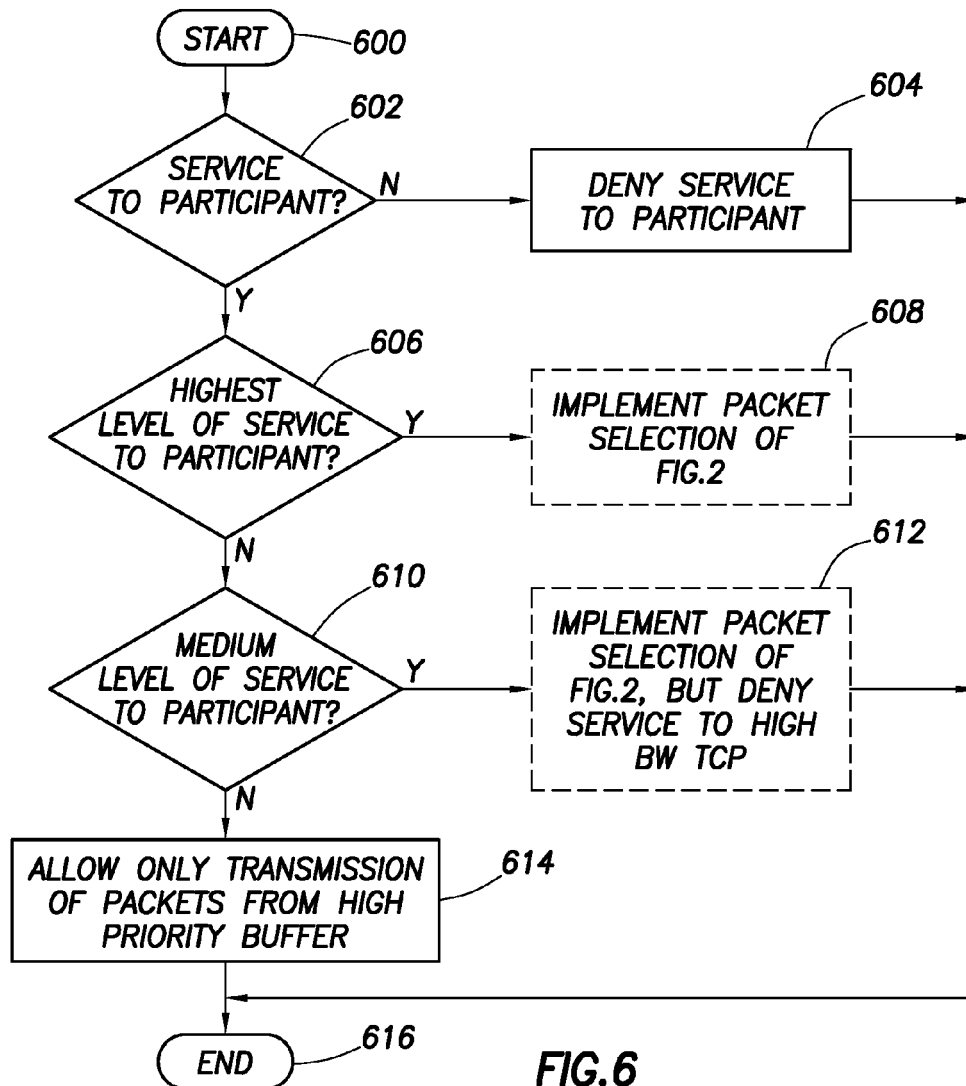 START
600
602
SERVICE
TO PARTICIPANT?
N
Y
604
DENY SERVICE
TO PARTICIPANT
606
HIGHEST
LEVEL OF SERVICE
TO PARTICIPANT?
Y
N
608
IMPLEMENT PACKET
SELECTION OF
FIG.2
610
MEDIUM
LEVEL OF SERVICE
TO PARTICIPANT?
Y
N
612
IMPLEMENT PACKET
SELECTION OF
FIG.2, BUT DENY
SERVICE TO HIGH
BW TCP
ALLOW ONLY TRANSMISSION
OF PACKETS FROM HIGH
PRIORITY BUFFER
614
END
616
FIG.6